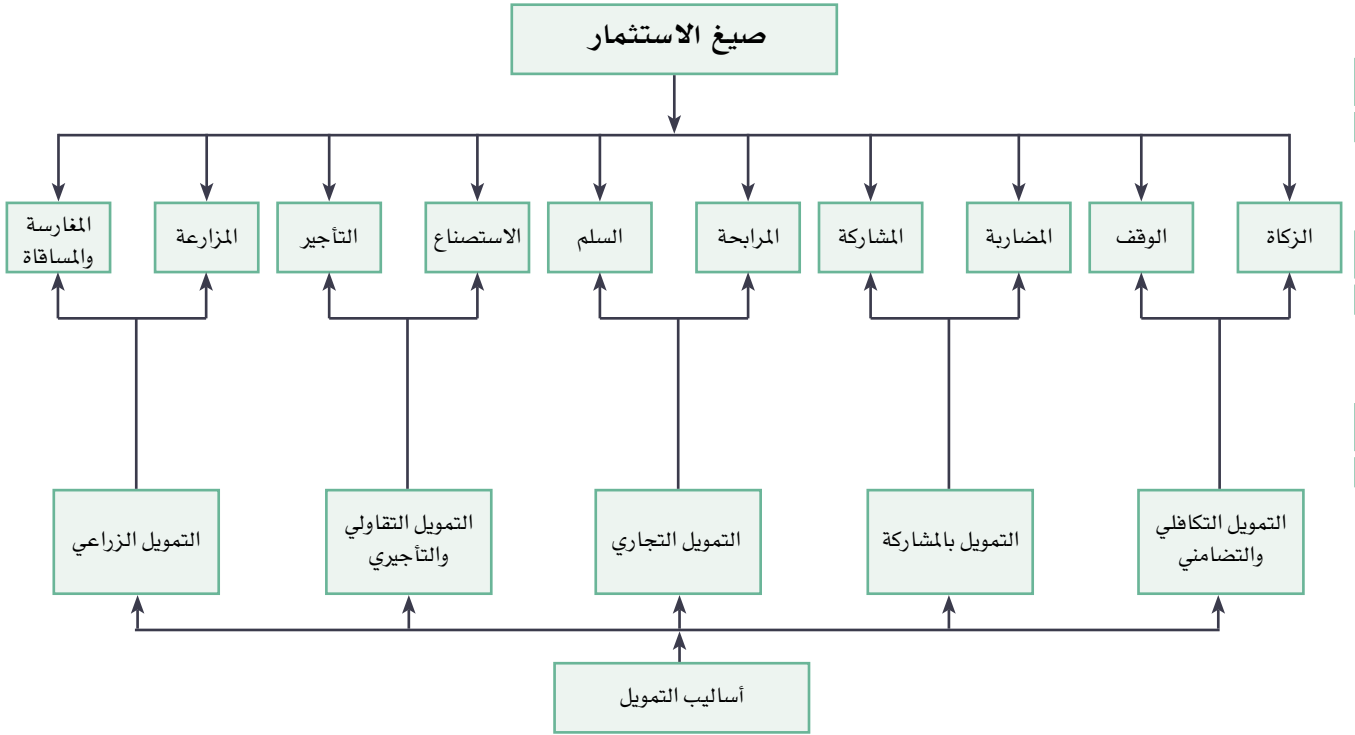 صيغ الاستثمار
الزكاة
الوقف
المضاربة
المشاركة
المرابحة
السلم
الاستصناع
التأجير
المزارعة
المغارسة
والمساقاة
التمويل التكافلي
والتضامني
التمويل بالمشاركة
التمويل التجاري
التمويل التقاولي
والتأجيري
التمويل الزراعي
أساليب التمويل